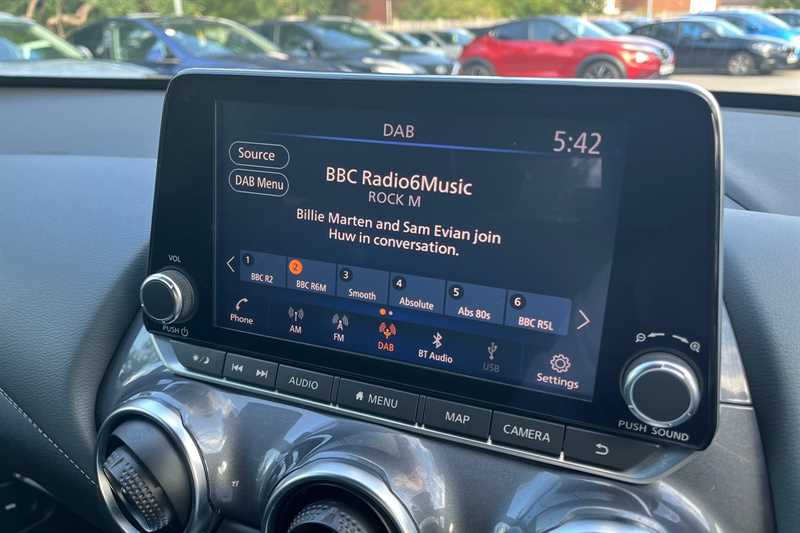 DAB
5:42
Source
DAB Menu
BBC Radio6Music
ROCK M
Billie Marten and Sam Evian join
Huw in conversation.
1 BBC R2
2 BBC R6M
3 Smooth
4 Absolute
5 Abs 80s
6 BBC R5L
Phone
AM
FM
DAB
BT Audio
USB
Settings
VOL
PUSH
PUSH SOUND
AUDIO
MENU
MAP
CAMERA